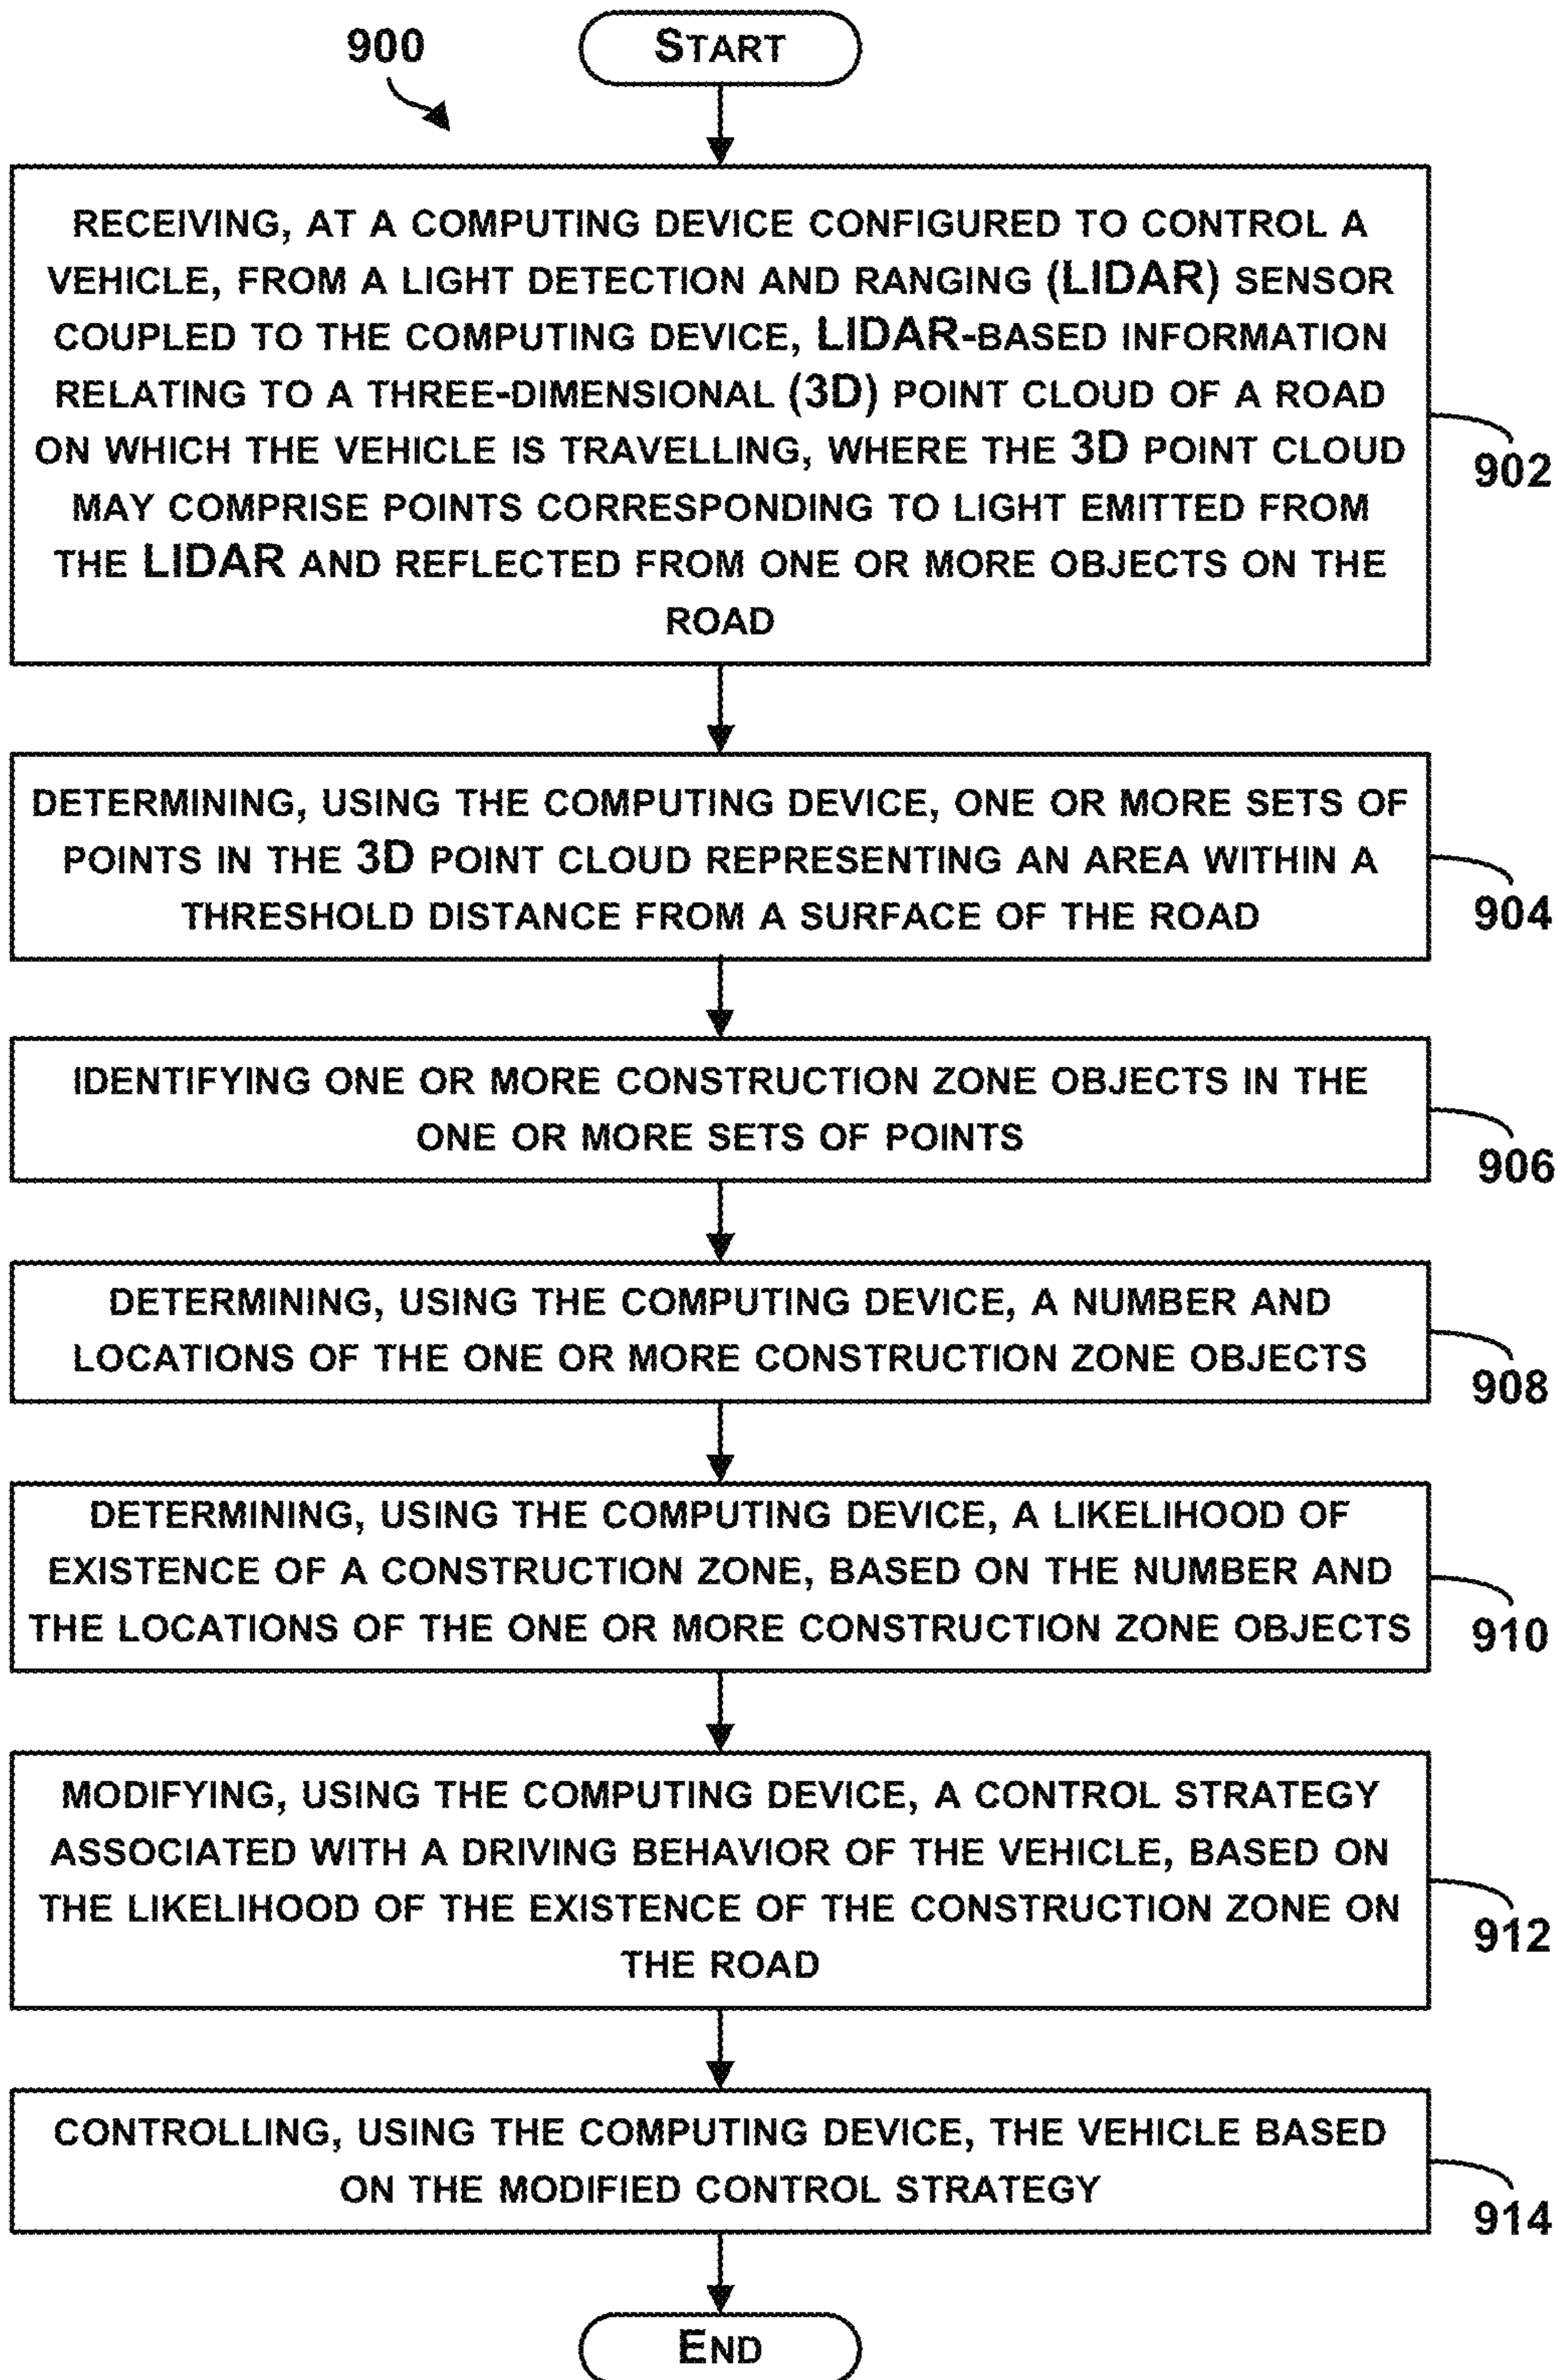 900
START
RECEIVING, AT A COMPUTING DEVICE CONFIGURED TO CONTROL A
VEHICLE, FROM A LIGHT DETECTION AND RANGING (LIDAR) SENSOR
COUPLED TO THE COMPUTING DEVICE, LIDAR-BASED INFORMATION
RELATING TO A THREE-DIMENSIONAL (3D) POINT CLOUD OF A ROAD
ON WHICH THE VEHICLE IS TRAVELLING, WHERE THE 3D POINT CLOUD
MAY COMPRISE POINTS CORRESPONDING TO LIGHT EMITTED FROM
THE LIDAR AND REFLECTED FROM ONE OR MORE OBJECTS ON THE
ROAD
902
DETERMINING, USING THE COMPUTING DEVICE, ONE OR MORE SETS OF
POINTS IN THE 3D POINT CLOUD REPRESENTING AN AREA WITHIN A
THRESHOLD DISTANCE FROM A SURFACE OF THE ROAD
904
IDENTIFYING ONE OR MORE CONSTRUCTION ZONE OBJECTS IN THE
ONE OR MORE SETS OF POINTS
906
DETERMINING, USING THE COMPUTING DEVICE, A NUMBER AND
LOCATIONS OF THE ONE OR MORE CONSTRUCTION ZONE OBJECTS
908
DETERMINING, USING THE COMPUTING DEVICE, A LIKELIHOOD OF
EXISTENCE OF A CONSTRUCTION ZONE, BASED ON THE NUMBER AND
THE LOCATIONS OF THE ONE OR MORE CONSTRUCTION ZONE OBJECTS
910
MODIFYING, USING THE COMPUTING DEVICE, A CONTROL STRATEGY
ASSOCIATED WITH A DRIVING BEHAVIOR OF THE VEHICLE, BASED ON
THE LIKELIHOOD OF THE EXISTENCE OF THE CONSTRUCTION ZONE ON
THE ROAD
912
CONTROLLING, USING THE COMPUTING DEVICE, THE VEHICLE BASED
ON THE MODIFIED CONTROL STRATEGY
914
END